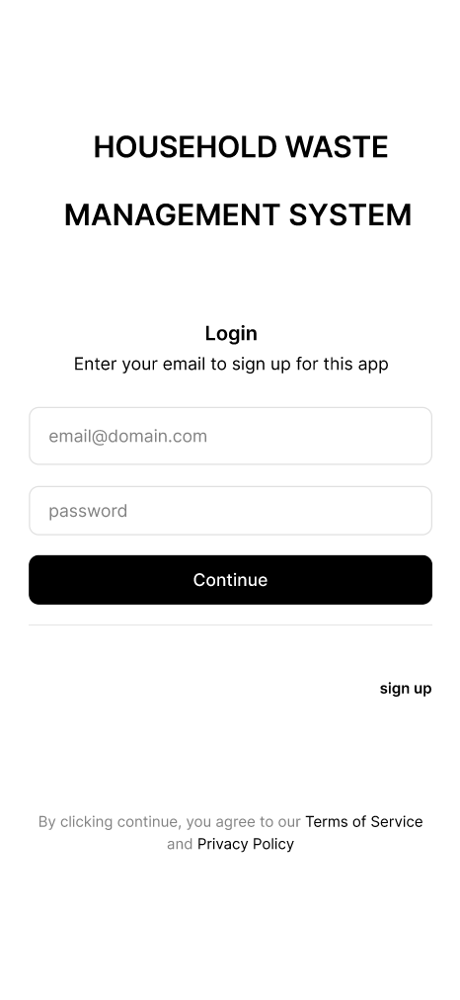 HOUSEHOLD WASTE
MANAGEMENT SYSTEM
Login
Enter your email to sign up for this app
email@domain.com
password
Continue
sign up
By clicking continue, you agree to our Terms of Service
and Privacy Policy